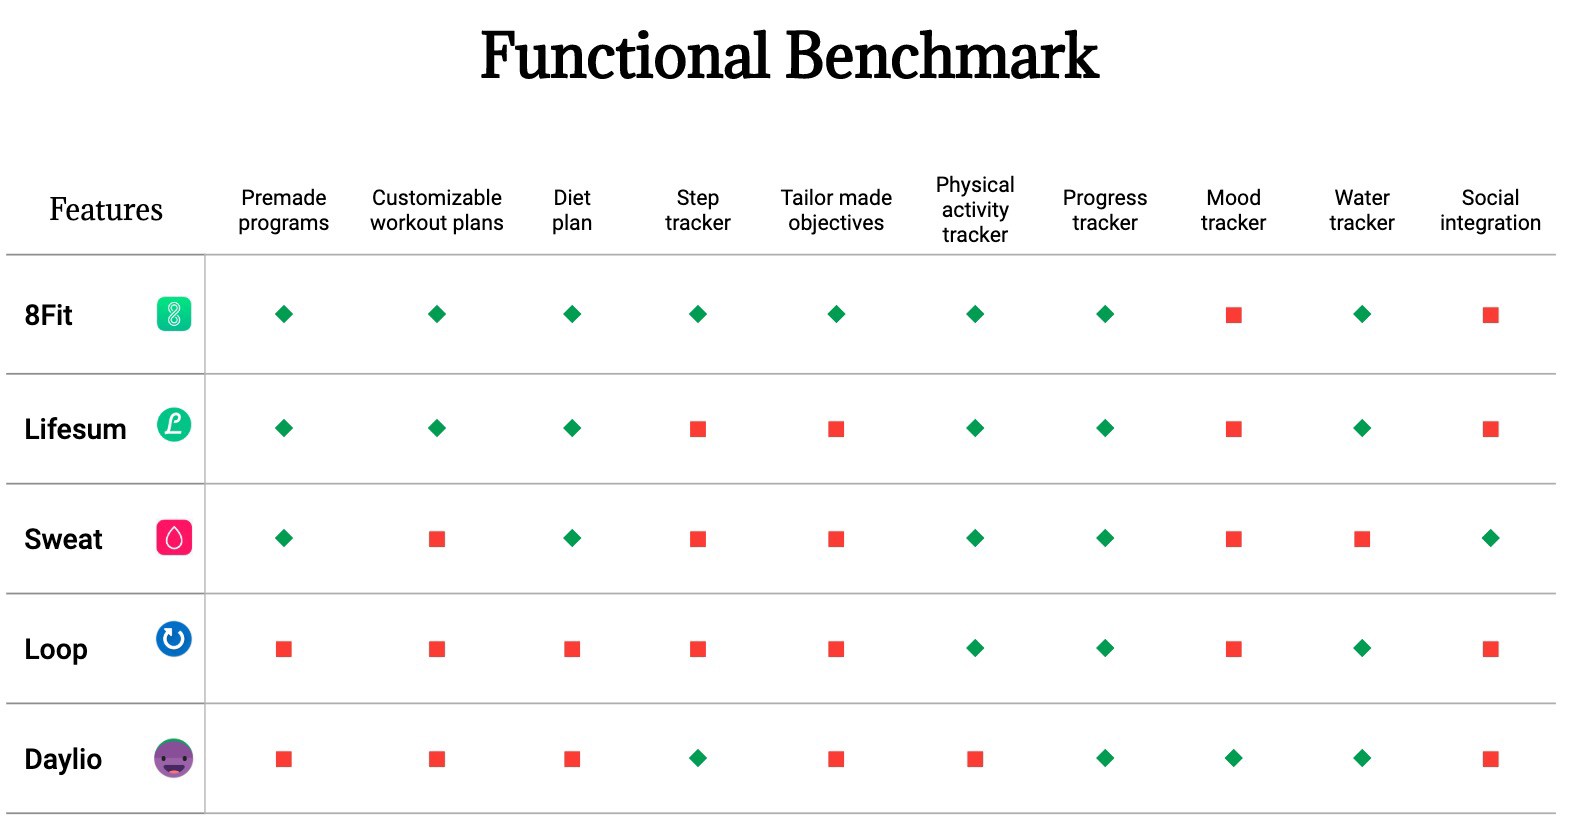 Functional Benchmark
Features
Premade
programs
Customizable
workout plans
Diet
plan
Step
tracker
Tailor made
objectives
Physical
activity
tracker
Progress
tracker
Mood
tracker
Water
tracker
Social
integration
8Fit
Lifesum
Sweat
Loop
Daylio